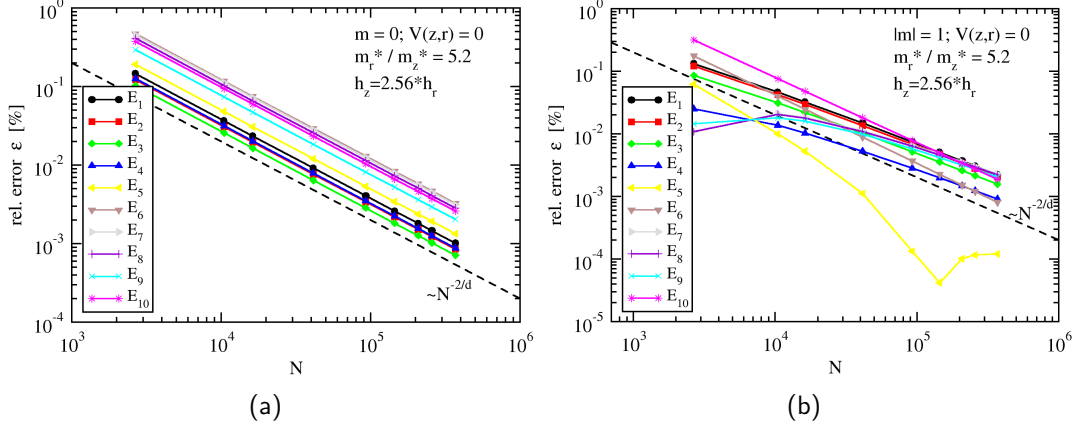 m = 0; V(z,r) = 0
m_r* / m_z* = 5.2
h_z=2.56*h_r
rel. error ε [%]
10^0
10^-1
10^-2
10^-3
10^-4
E_1
E_2
E_3
E_4
E_5
E_6
E_7
E_8
E_9
E_10
~N^-2/d
10^3
10^4
10^5
10^6
N
(a)
|m| = 1; V(z,r) = 0
m_r* / m_z* = 5.2
h_z=2.56*h_r
rel. error ε [%]
10^0
10^-1
10^-2
10^-3
10^-4
10^-5
E_1
E_2
E_3
E_4
E_5
E_6
E_7
E_8
E_9
E_10
~N^-2/d
10^3
10^4
10^5
10^6
N
(b)